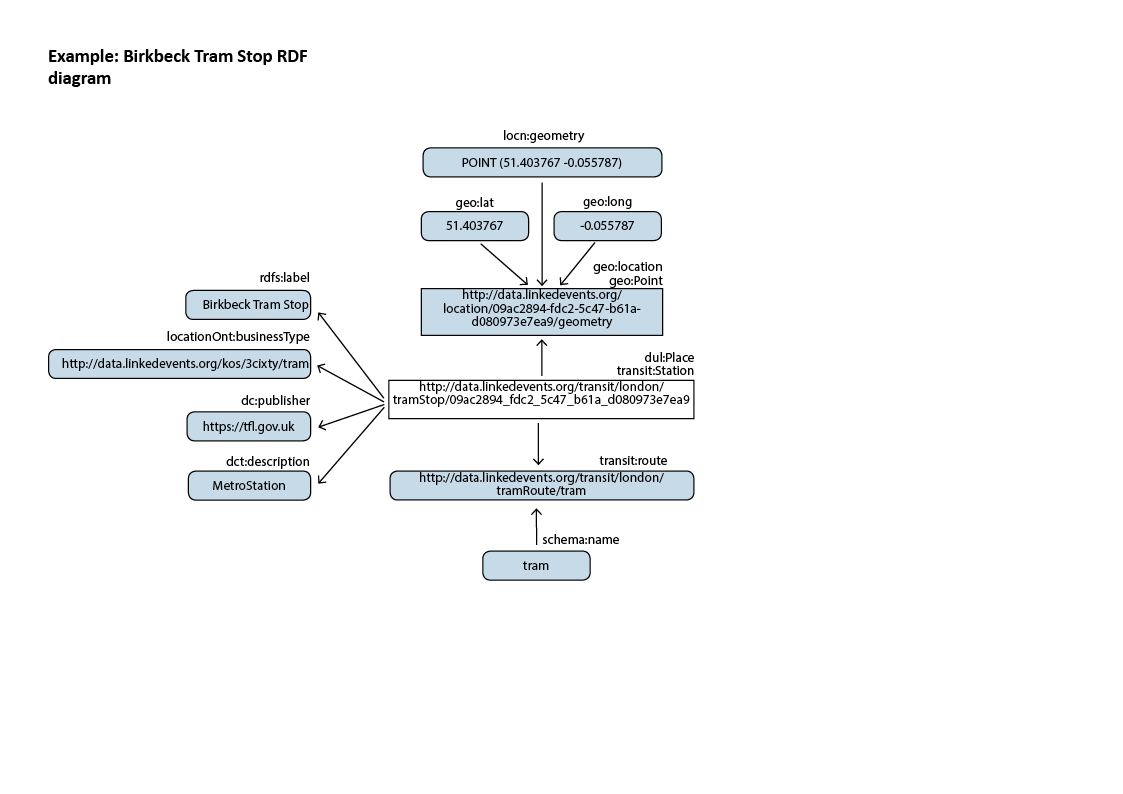 Example: Birkbeck Tram Stop RDF
diagram
locn:geometry
POINT (51.403767 -0.055787)
geo:lat
geo:long
51.403767
-0.055787
geo:location
geo:Point
http://data.linkedevents.org/
location/09ac2894-fdc2-5c47-b61a-
d080973e7ea9/geometry
rdfs:label
Birkbeck Tram Stop
locationOnt:businessType
http://data.linkedevents.org/kos/3cixty/tram
dc:publisher
https://tfl.gov.uk
dct:description
MetroStation
dul:Place
transit:Station
http://data.linkedevents.org/transit/london/
tramStop/09ac2894_fdc2_5c47_b61a_d080973e7ea9
transit:route
http://data.linkedevents.org/transit/london/
tramRoute/tram
schema:name
tram